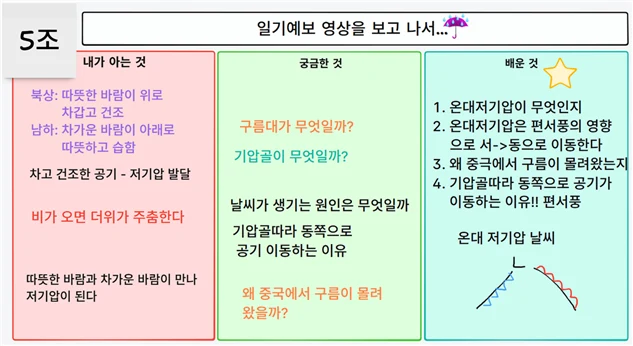 5조
일기예보 영상을 보고 나서...
내가 아는 것
북상: 따뜻한 바람이 위로
차갑고 건조
남하: 차가운 바람이 아래로
따뜻하고 습함
차고 건조한 공기 - 저기압 발달
비가 오면 더위가 주춤한다
따뜻한 바람과 차가운 바람이 만나
저기압이 된다
궁금한 것
구름대가 무엇일까?
기압골이 무엇일까?
날씨가 생기는 원인은 무엇일까
기압골따라 동쪽으로
공기 이동하는 이유
왜 중국에서 구름이 몰려
왔을까?
배운 것
1. 온대저기압이 무엇인지
2. 온대저기압은 편서풍의 영향
으로 서->동으로 이동한다
3. 왜 중극에서 구름이 몰려왔는지
4. 기압골따라 동쪽으로 공기가
이동하는 이유!! 편서풍
온대 저기압 날씨
L